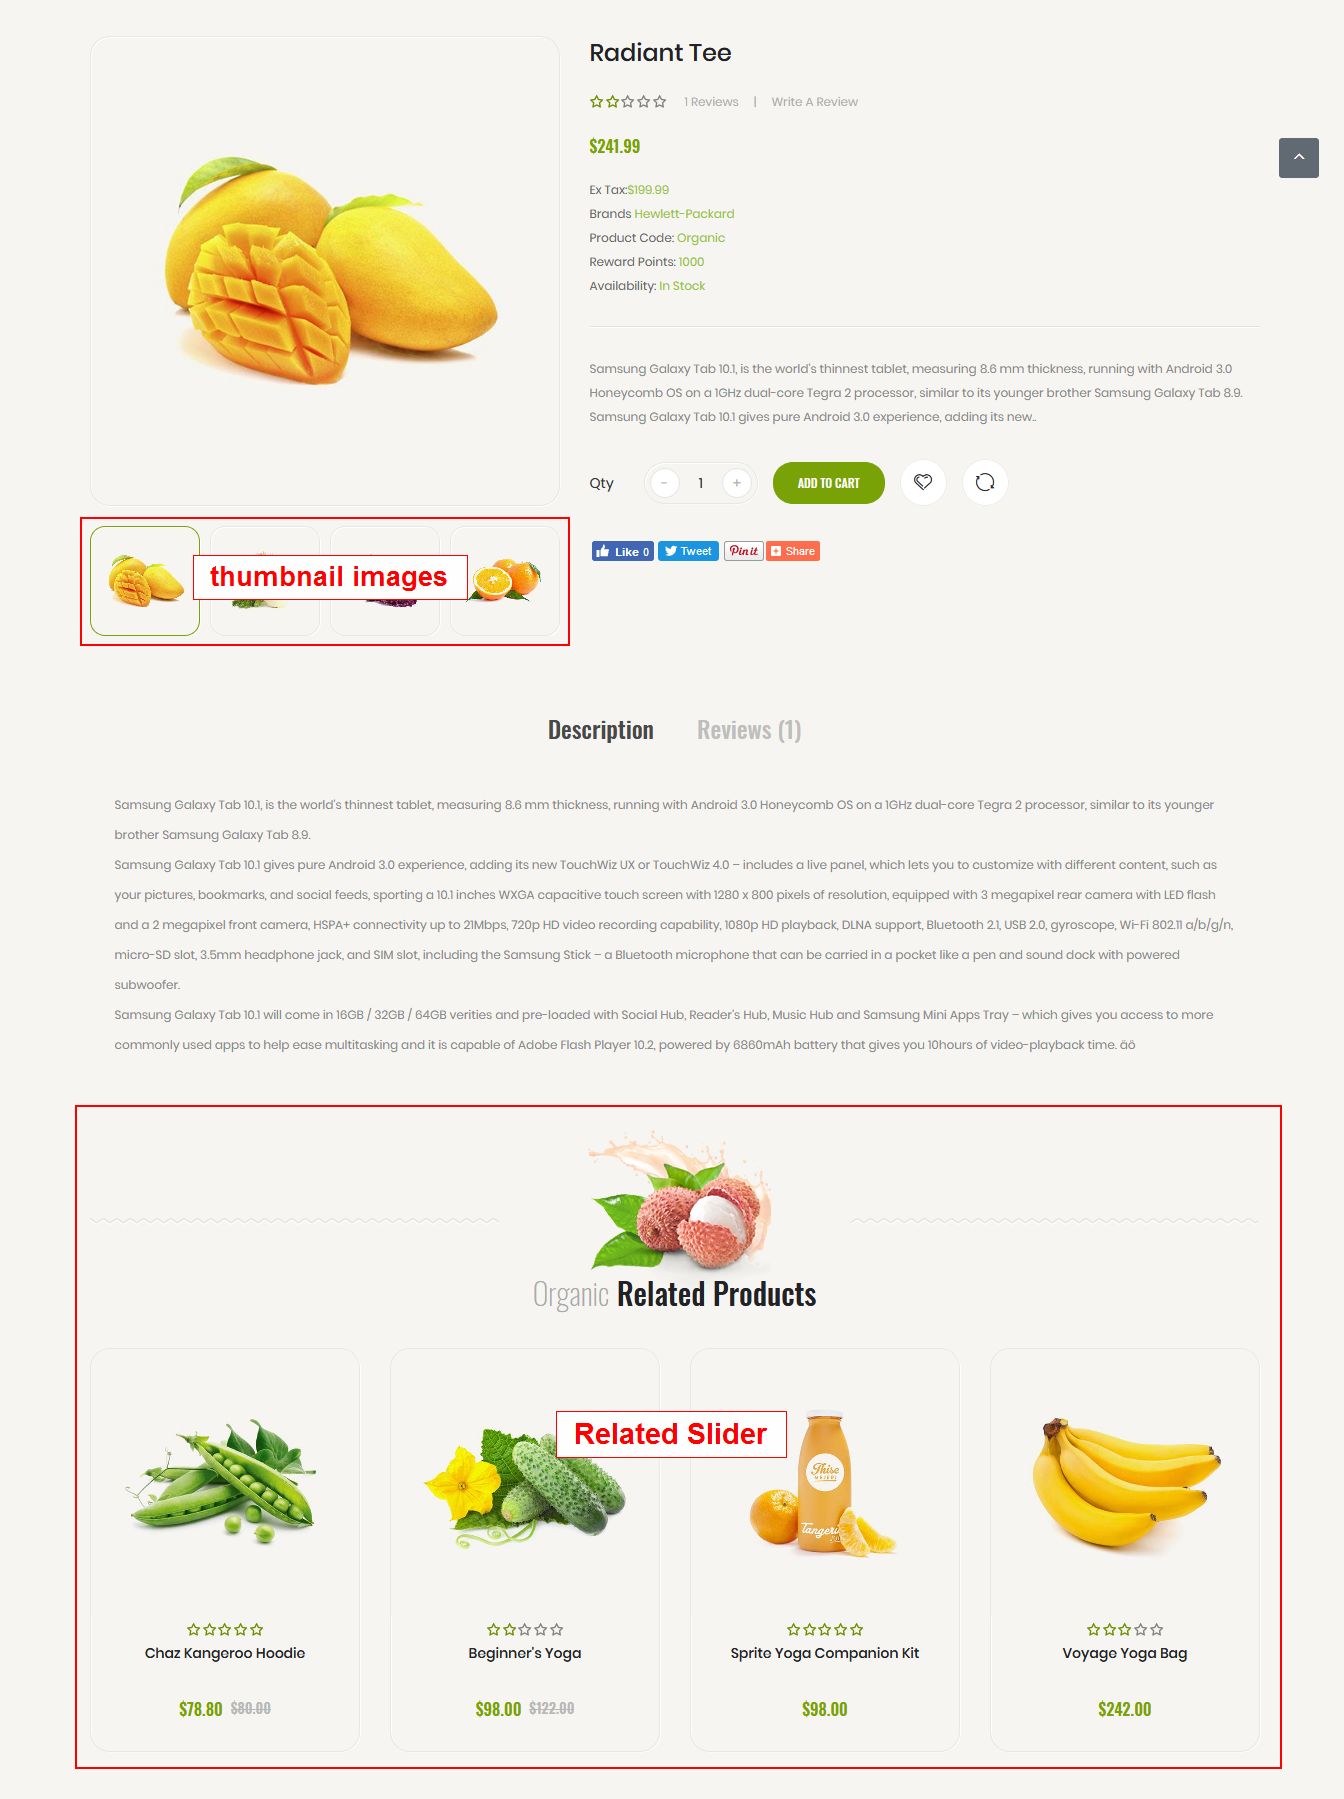 Radiant Tee
1 Reviews | Write A Review
$241.99
Ex Tax:$199.99
Brands Hewlett-Packard
Product Code: Organic
Reward Points: 1000
Availability: In Stock
Samsung Galaxy Tab 10.1, is the world's thinnest tablet, measuring 8.6 mm thickness, running with Android 3.0
Honeycomb OS on a 1GHz dual-core Tegra 2 processor, similar to its younger brother Samsung Galaxy Tab 8.9.
Samsung Galaxy Tab 10.1 gives pure Android 3.0 experience, adding its new..
Qty - 1 + ADD TO CART
Like 0 Tweet Pin it Share
thumbnail images
Description Reviews (1)
Samsung Galaxy Tab 10.1, is the world's thinnest tablet, measuring 8.6 mm thickness, running with Android 3.0 Honeycomb OS on a 1GHz dual-core Tegra 2 processor, similar to its younger
brother Samsung Galaxy Tab 8.9.
Samsung Galaxy Tab 10.1 gives pure Android 3.0 experience, adding its new TouchWiz UX or TouchWiz 4.0 – includes a live panel, which lets you to customize with different content, such as
your pictures, bookmarks, and social feeds, sporting a 10.1 inches WXGA capacitive touch screen with 1280 x 800 pixels of resolution, equipped with 3 megapixel rear camera with LED flash
and a 2 megapixel front camera, HSPA+ connectivity up to 21Mbps, 720p HD video recording capability, 1080p HD playback, DLNA support, Bluetooth 2.1, USB 2.0, gyroscope, Wi-Fi 802.11 a/b/g/n,
micro-SD slot, 3.5mm headphone jack, and SIM slot, including the Samsung Stick – a Bluetooth microphone that can be carried in a pocket like a pen and sound dock with powered
subwoofer.
Samsung Galaxy Tab 10.1 will come in 16GB / 32GB / 64GB verities and pre-loaded with Social Hub, Reader's Hub, Music Hub and Samsung Mini Apps Tray – which gives you access to more
commonly used apps to help ease multitasking and it is capable of Adobe Flash Player 10.2, powered by 6860mAh battery that gives you 10hours of video-playback time. äö
Organic Related Products
Related Slider
Thise
Chaz Kangeroo Hoodie
$78.80 $80.00
Beginner's Yoga
$98.00 $122.00
Sprite Yoga Companion Kit
$98.00
Voyage Yoga Bag
$242.00